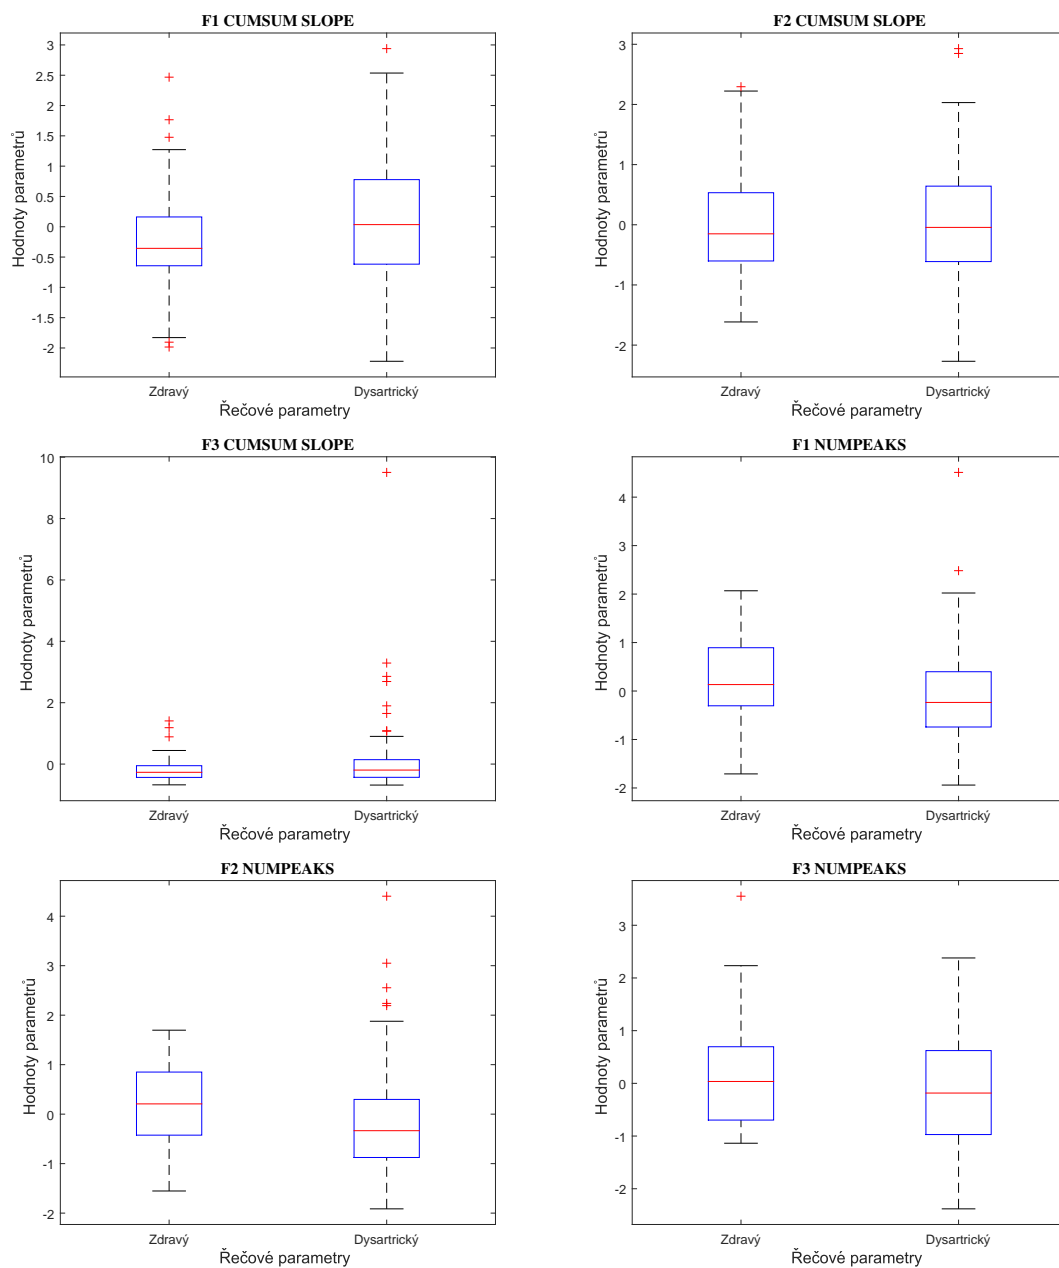 F1 CUMSUM SLOPE
3
2.5
2
1.5
1
0.5
0
-0.5
-1
-1.5
-2
Hodnoty parametrů
Zdravý Dysartrický
Řečové parametry
F2 CUMSUM SLOPE
3
2
1
0
-1
-2
Hodnoty parametrů
Zdravý Dysartrický
Řečové parametry
F3 CUMSUM SLOPE
10
8
6
4
2
0
Hodnoty parametrů
Zdravý Dysartrický
Řečové parametry
F1 NUMPEAKS
4
3
2
1
0
-1
-2
Hodnoty parametrů
Zdravý Dysartrický
Řečové parametry
F2 NUMPEAKS
4
3
2
1
0
-1
-2
Hodnoty parametrů
Zdravý Dysartrický
Řečové parametry
F3 NUMPEAKS
3
2
1
0
-1
-2
Hodnoty parametrů
Zdravý Dysartrický
Řečové parametry